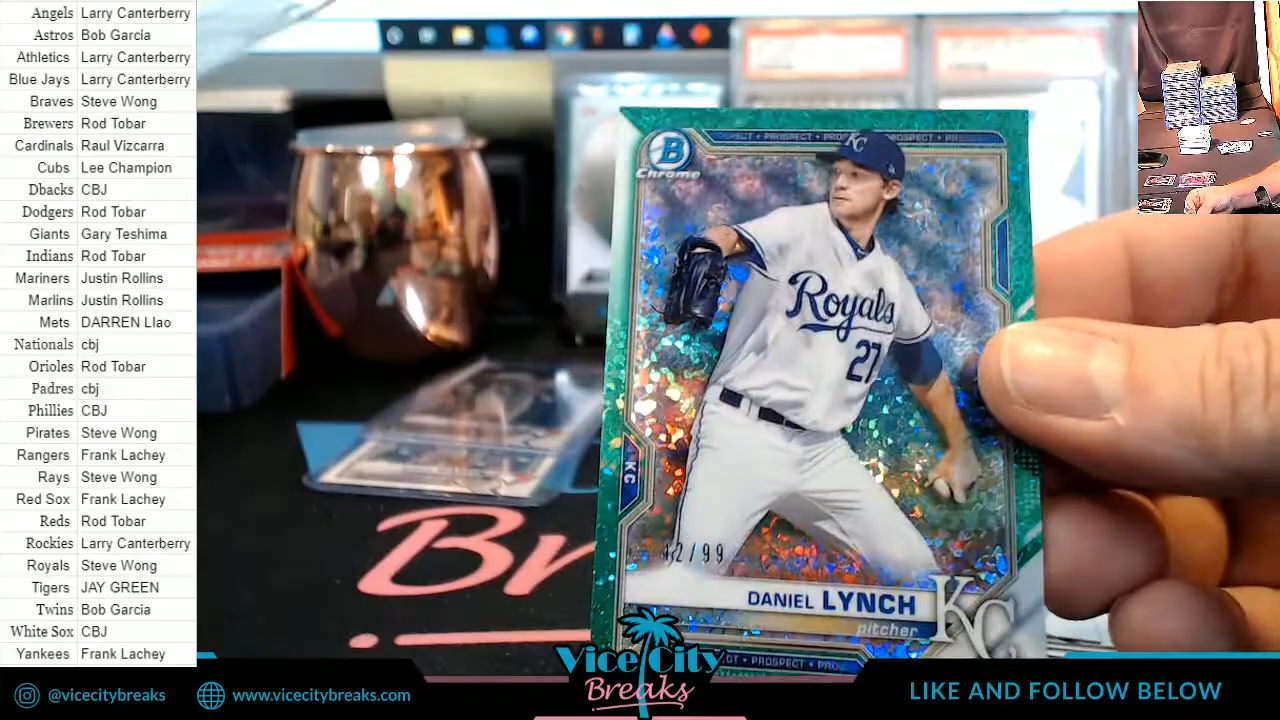 Angels Larry Canterberry
Astros Bob Garcia
Athletics Larry Canterberry
Blue Jays Larry Canterberry
Braves Steve Wong
Brewers Rod Tobar
Cardinals Raul Vizcarra
Cubs Lee Champion
Dbacks CBJ
Dodgers Rod Tobar
Giants Gary Teshima
Indians Rod Tobar
Mariners Justin Rollins
Marlins Justin Rollins
Mets DARREN LIao
Nationals cbj
Orioles Rod Tobar
Padres cbj
Phillies CBJ
Pirates Steve Wong
Rangers Frank Lachey
Rays Steve Wong
Red Sox Frank Lachey
Reds Rod Tobar
Rockies Larry Canterberry
Royals Steve Wong
Tigers JAY GREEN
Twins Bob Garcia
White Sox CBJ
Yankees Frank Lachey
B
Chrome
PROSPECT
KC
Royals
27
KC
/99
DANIEL LYNCH
pitcher
KC
PROSPECT
Br
Vice City
Breaks
@vicecitybreaks
www.vicecitybreaks.com
LIKE AND FOLLOW BELOW